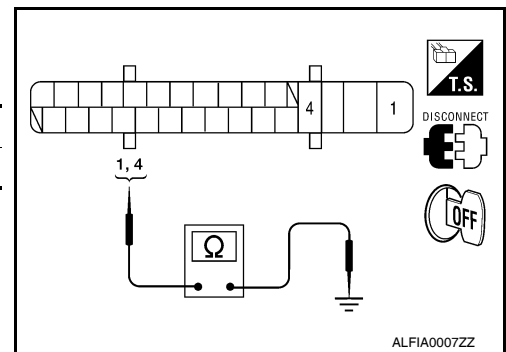 T.S.
4
1
DISCONNECT
1, 4
Ω
OFF
ALFIA0007ZZ